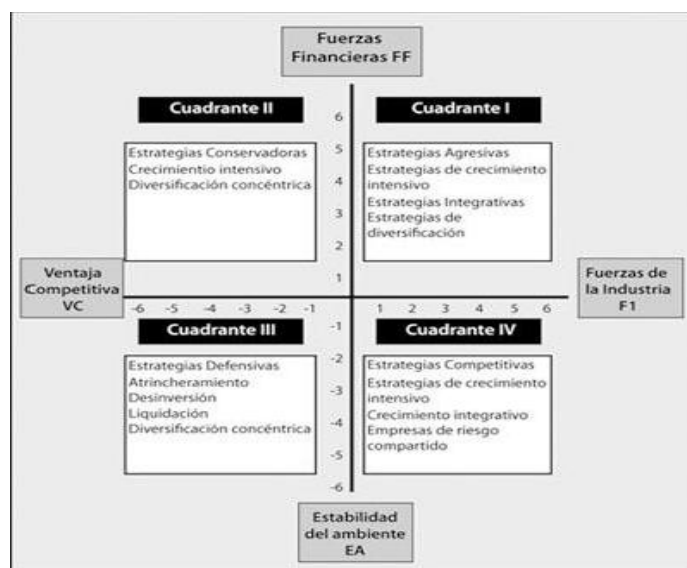 Fuerzas
Financieras FF
Cuadrante II
Cuadrante I
6
5
4
3
2
1
Estrategias Conservadoras
Crecimientio intensivo
Diversificación concéntrica
Estrategias Agresivas
Estrategias de crecimiento
intensivo
Estrategias Integrativas
Estrategias de
diversificación
Ventaja
Competitiva
VC
-6 -5 -4 -3 -2 -1
1 2 3 4 5 6
Fuerzas de
la Industria
F1
Cuadrante III
Cuadrante IV
-1
-2
-3
-4
-5
-6
Estrategias Defensivas
Atrincheramiento
Desinversión
Liquidación
Diversificación concéntrica
Estrategias Competitivas
Estrategias de crecimiento
intensivo
Crecimiento integrativo
Empresas de riesgo
compartido
Estabilidad
del ambiente
EA